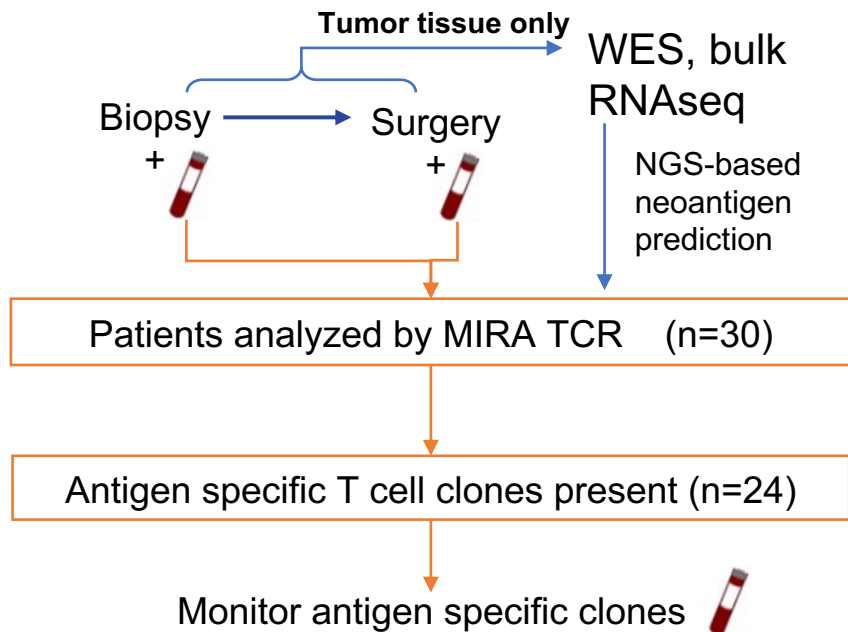 Tumor tissue only
WES, bulk
RNAseq
Biopsy
Surgery
+
+
NGS-based
neoantigen
prediction
Patients analyzed by MIRA TCR (n=30)
Antigen specific T cell clones present (n=24)
Monitor antigen specific clones